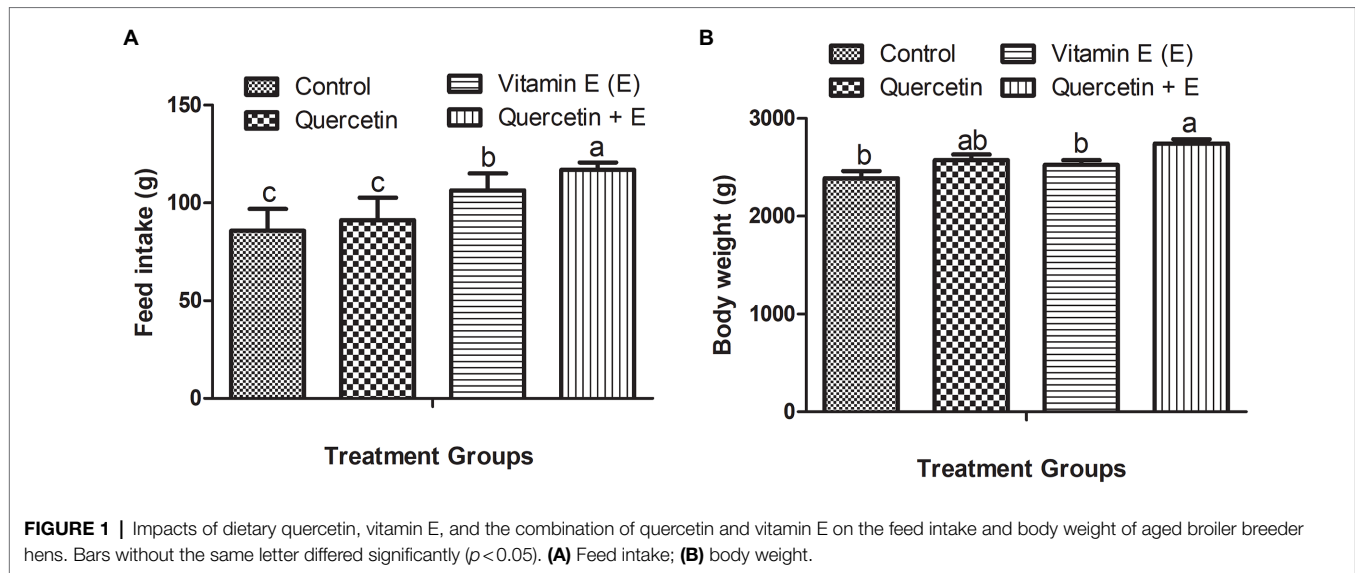 A
Control
Quercetin
Vitamin E (E)
Quercetin + E
Feed intake (g)
150
100
50
0
c
c
b
a
Treatment Groups
B
Control
Quercetin
Vitamin E (E)
Quercetin + E
Body weight (g)
3000
2000
1000
0
b
ab
b
a
Treatment Groups
FIGURE 1 | Impacts of dietary quercetin, vitamin E, and the combination of quercetin and vitamin E on the feed intake and body weight of aged broiler breeder
hens. Bars without the same letter differed significantly (p<0.05). (A) Feed intake; (B) body weight.